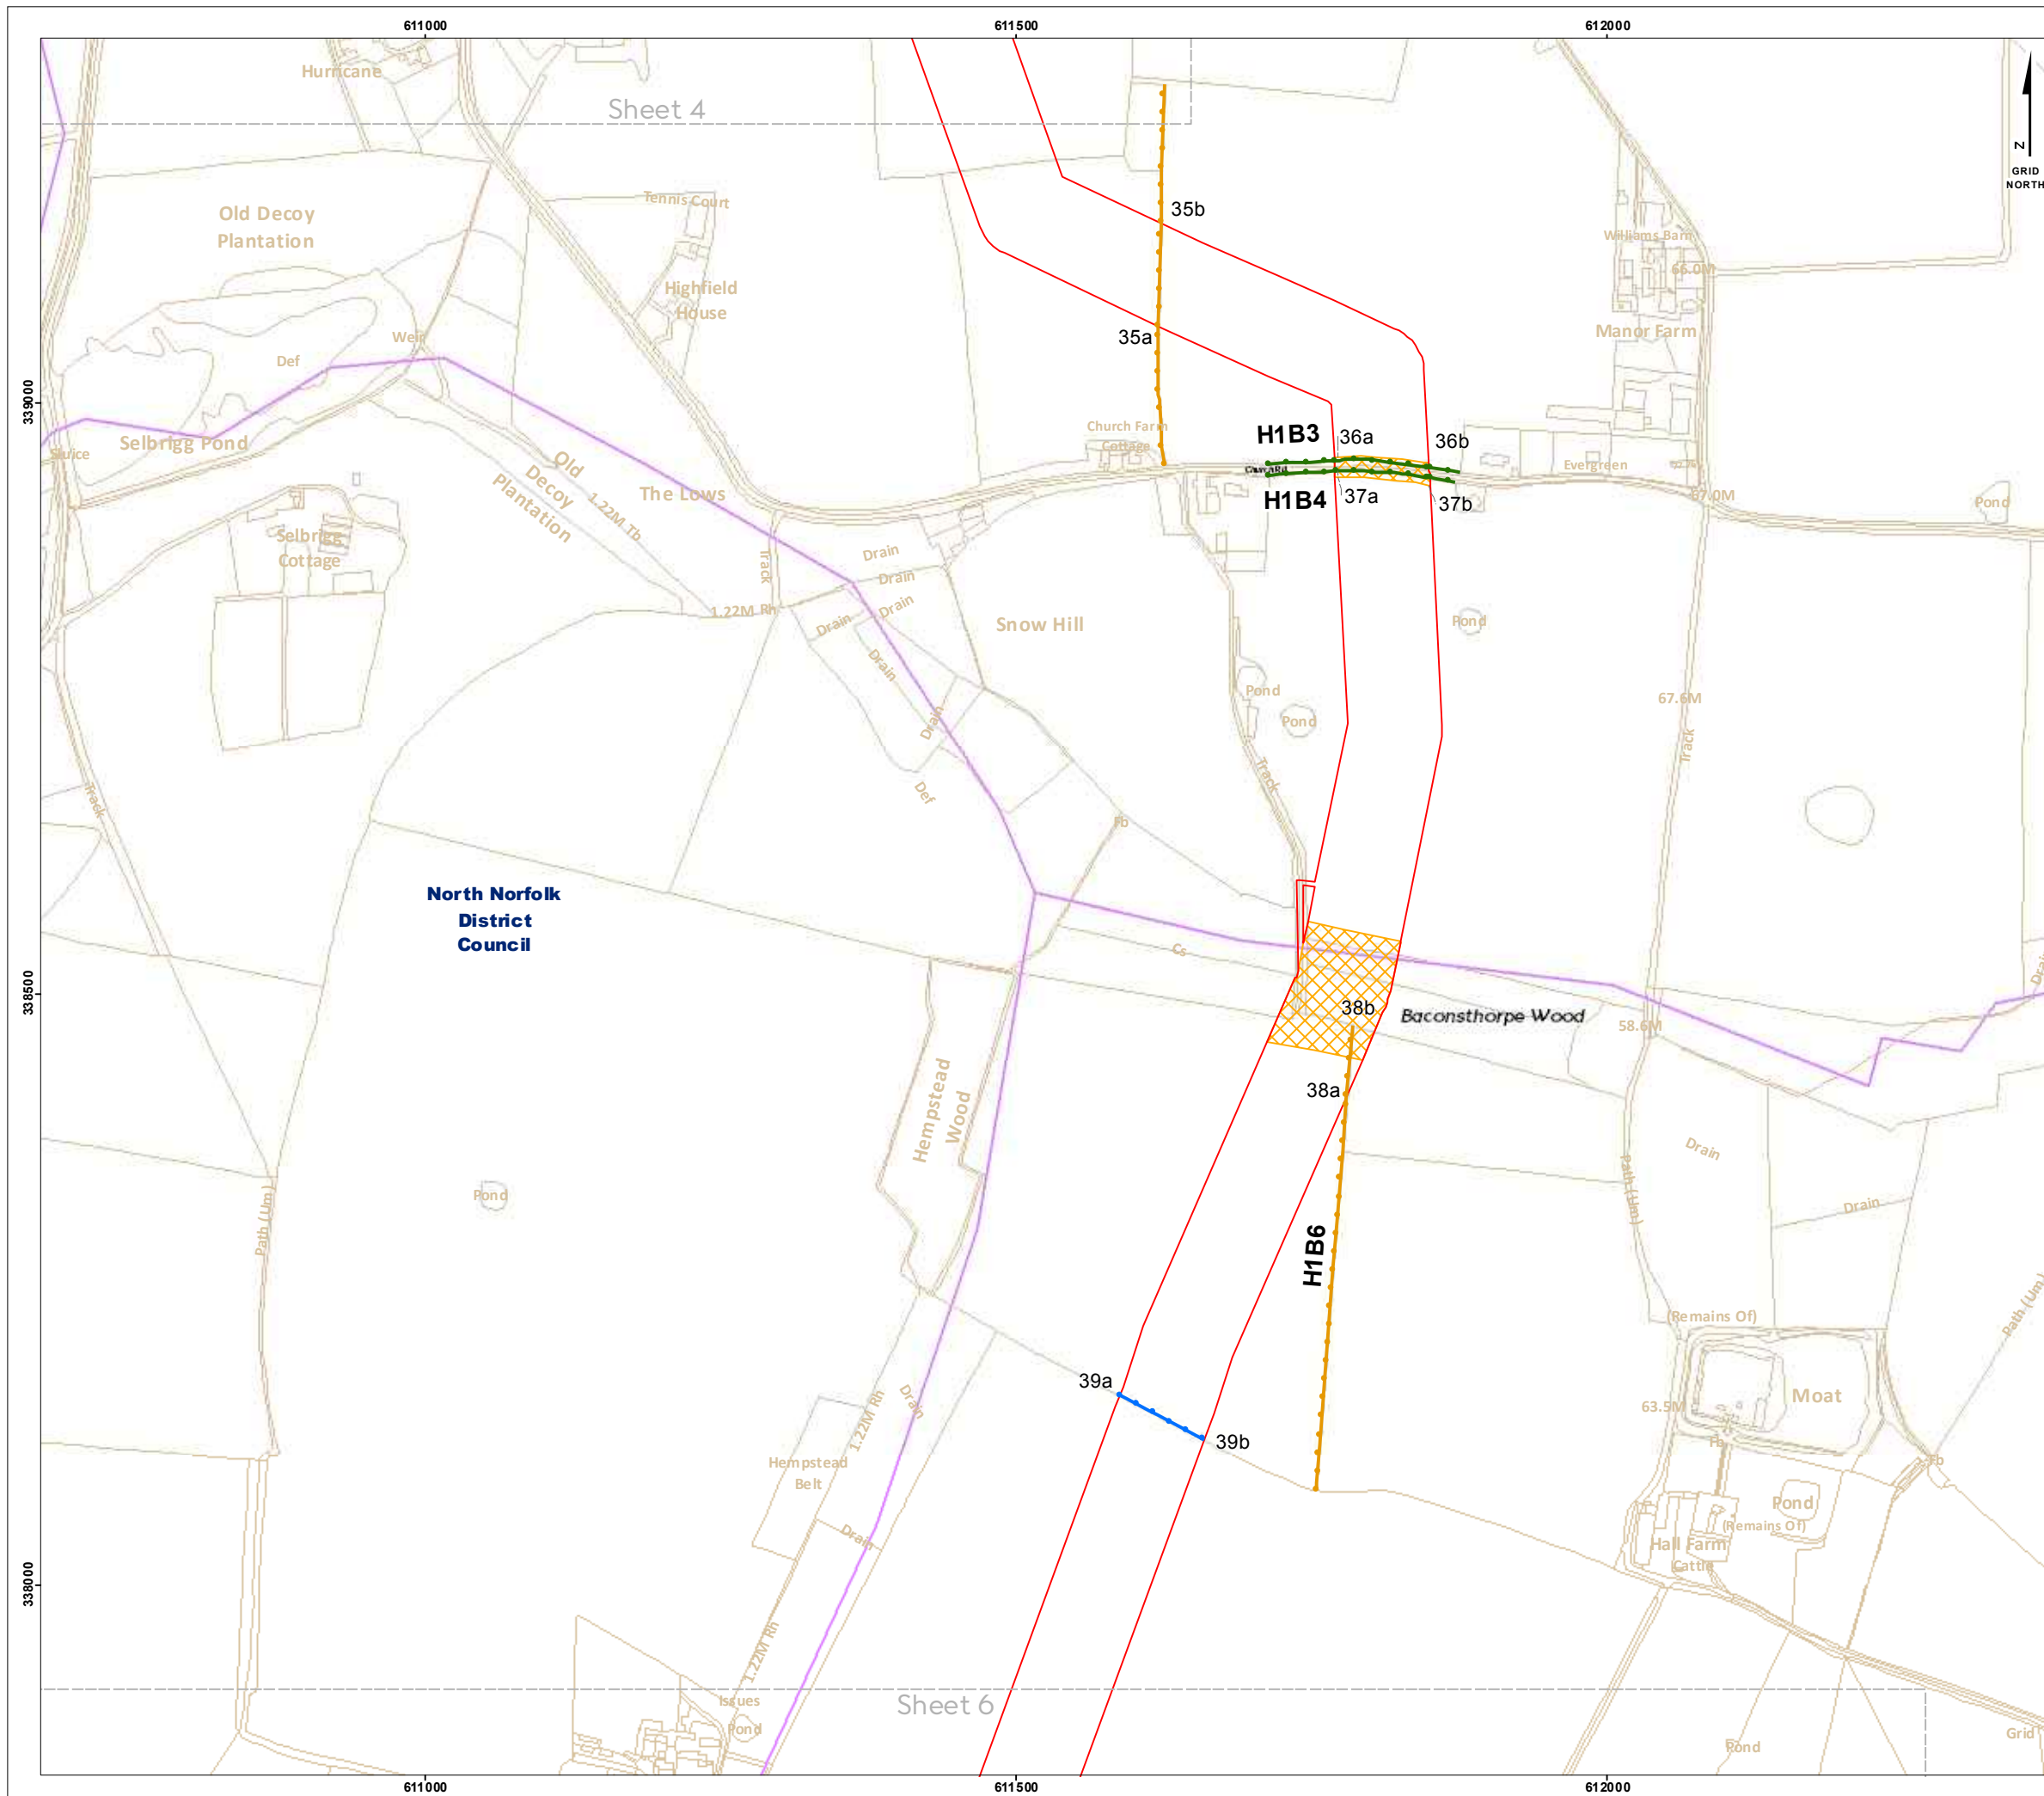 611000
611500
612000
Hurricane
Sheet 4
N
GRID
NORTH
Old Decoy
Plantation
Tennis Court
35b
Williams Barn
66.0M
Highfield
House
Manor Farm
Weir
35a
Def
339000
Selbrigg Pond
Sluice
Church Farm
Cottage
H1B3
36a
36b
Evergreen
H1B4
37a
37b
67.0M
Pond
Old
Decoy
Plantation
1.22M Tb
The Lows
Selbrigg
Cottage
Track
Drain
Drain
Drain
Drain
1.22M Rh
Snow Hill
Pond
Drain
Drain
Pond
Pond
67.6M
Track
Track
Track
Def
Fb
North Norfolk
District
Council
Cs
338500
38b
Baconsthorpe Wood
58.6M
Drain
Hempstead
Wood
38a
Drain
Pond
Path (Um)
Path (Um)
Drain
H1B6
Path (Um)
(Remains Of)
39a
Moat
63.5M
1.22M Rh
Drain
39b
Fb
Fb
Hempstead
Belt
Pond
(Remains Of)
Drain
Hall Farm
Cattle
338000
1.22M Rh
Issues
Pond
Sheet 6
Pond
Grid
611000
611500
612000